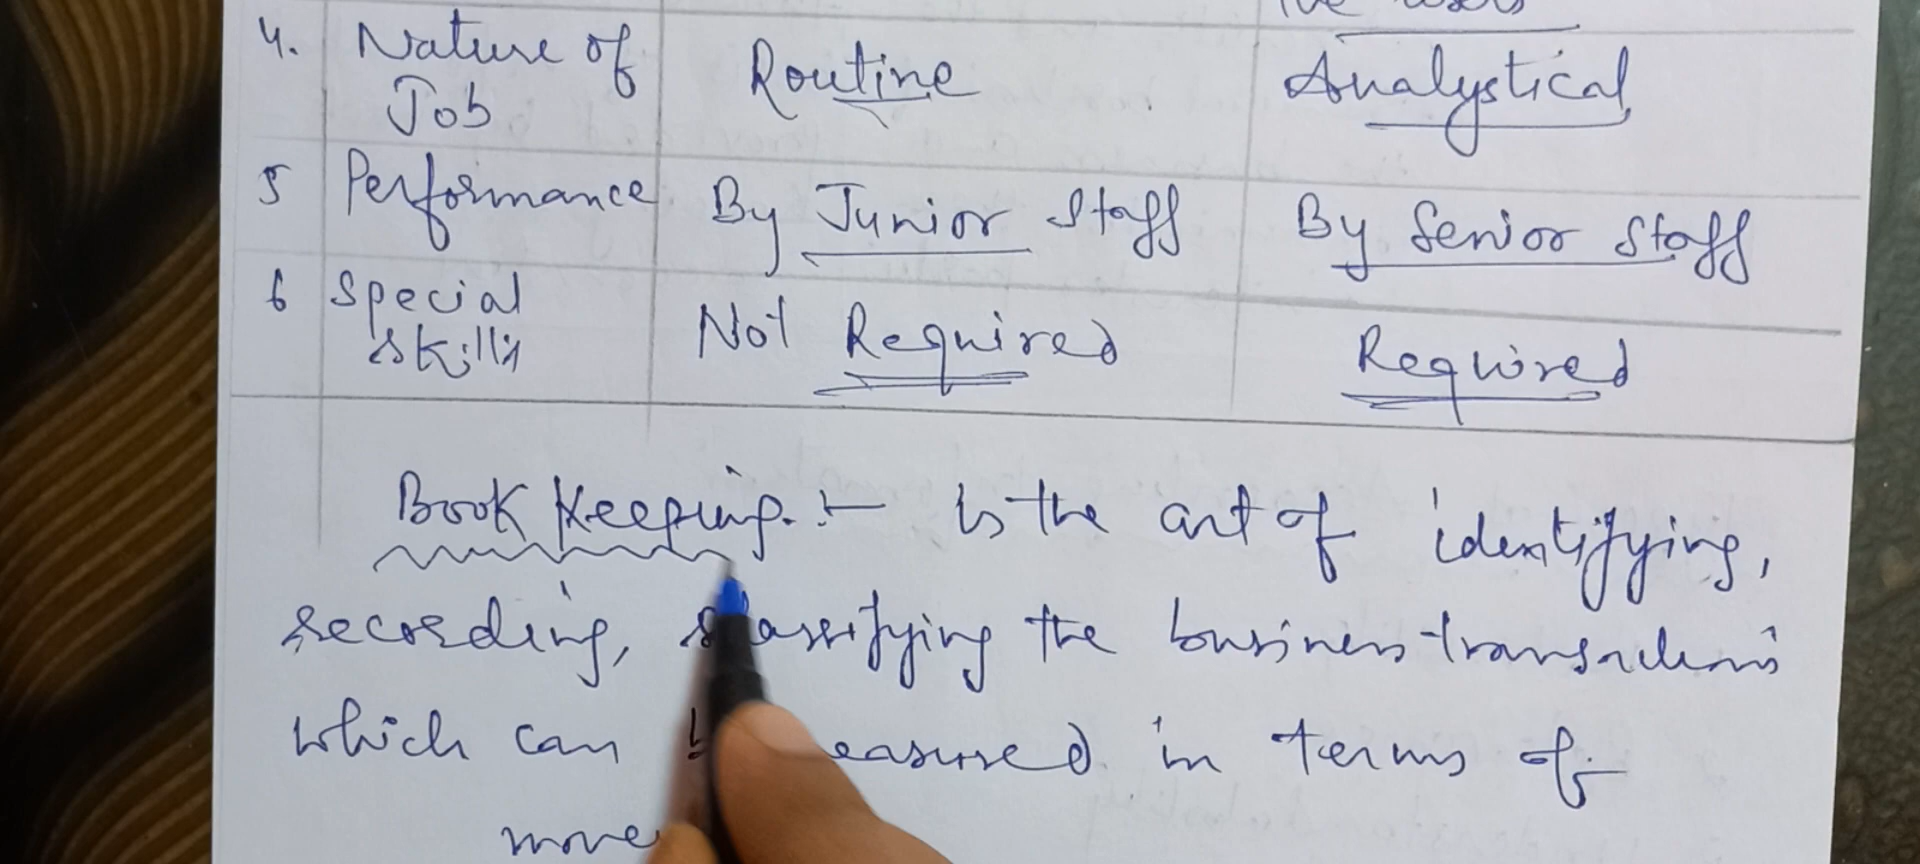 4. Nature of Routine Analystical
Job
5 Performance By Junior Staff By Senior Staff
6 Special Not Required Required
Skills
Book Keeping :- Is the art of identifying,
recording, classifying the business transactions
which can measured in terms of